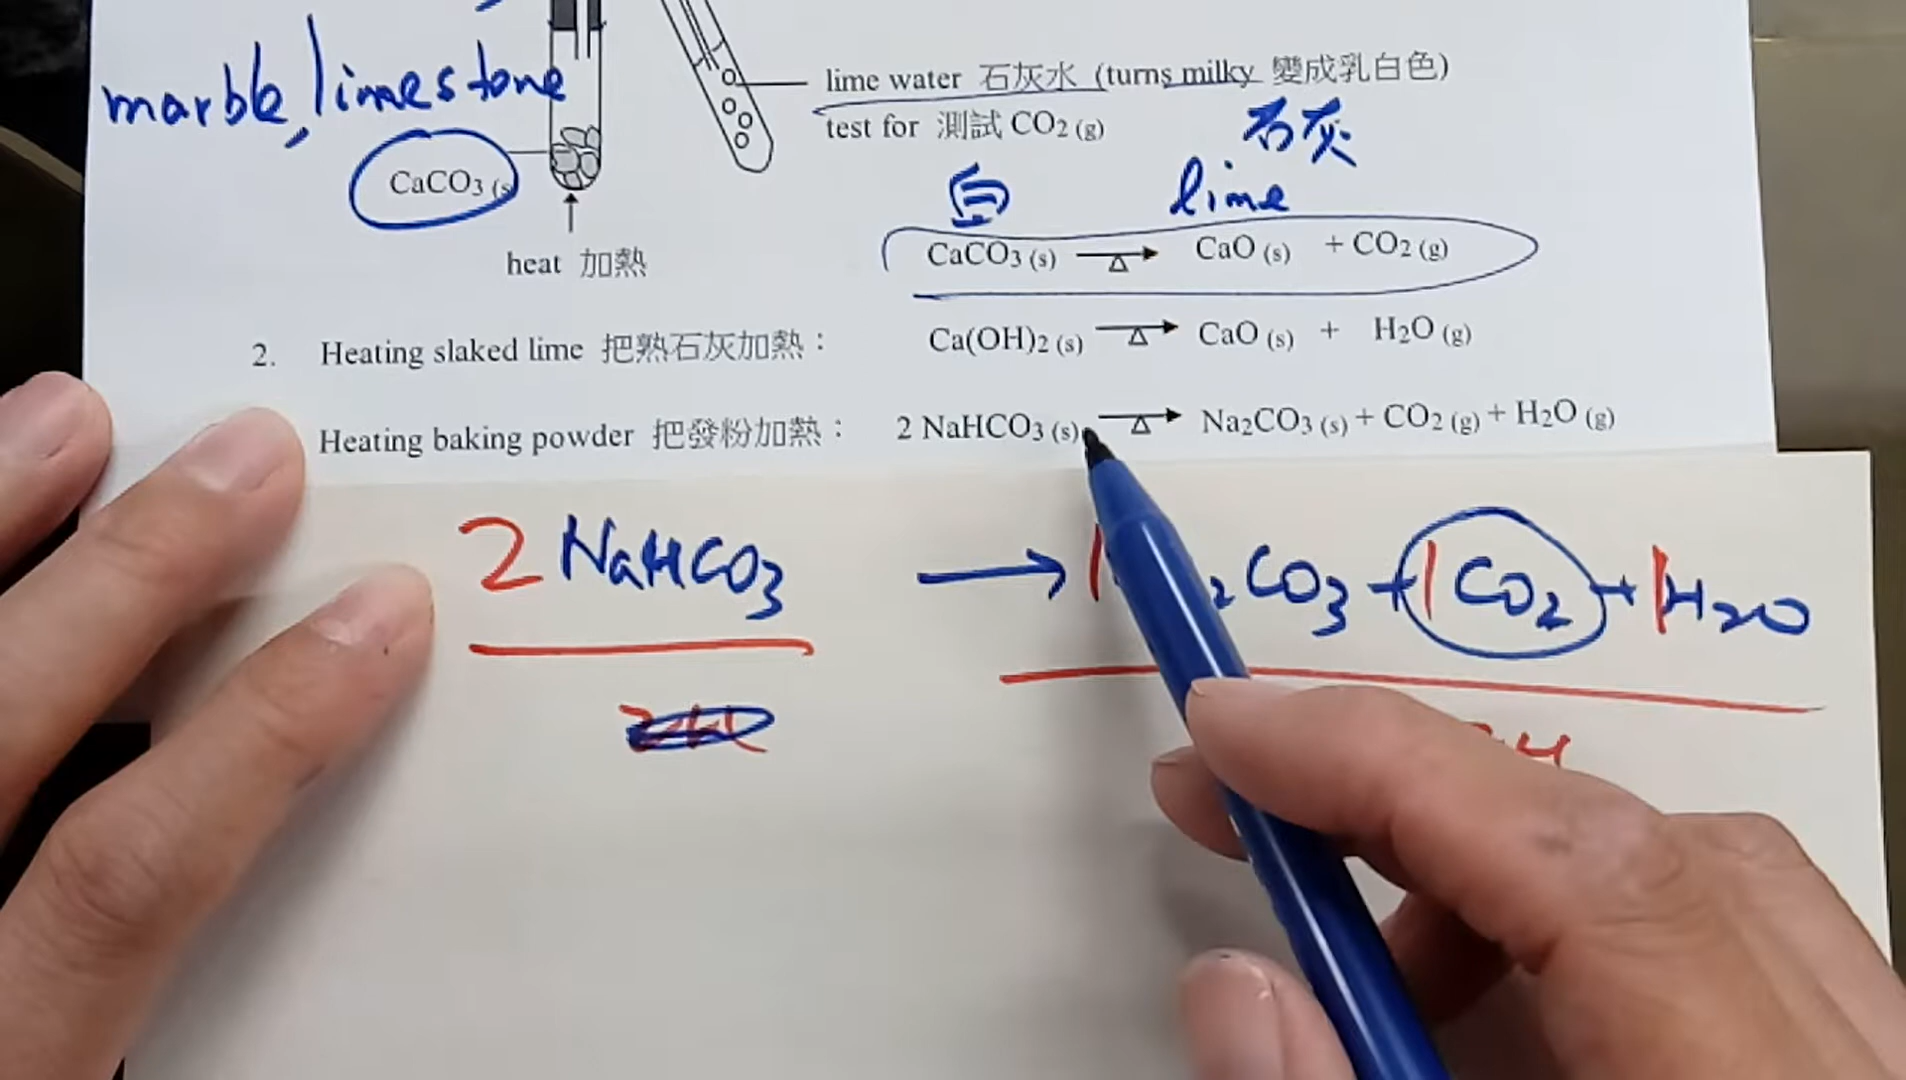 marble, limestone
lime water 石灰水 (turns milky 變成乳白色)
test for 測試 CO2 (g)
石灰
CaCO3 (s
白
lime
CaCO3 (s) Δ→ CaO (s) + CO2 (g)
heat 加熱
2. Heating slaked lime 把熟石灰加熱： Ca(OH)2 (s) Δ→ CaO (s) + H2O (g)
Heating baking powder 把發粉加熱： 2 NaHCO3 (s) Δ→ Na2CO3 (s) + CO2 (g) + H2O (g)
2 NaHCO3 → 1 2CO3 + 1 CO2 + 1 H2O